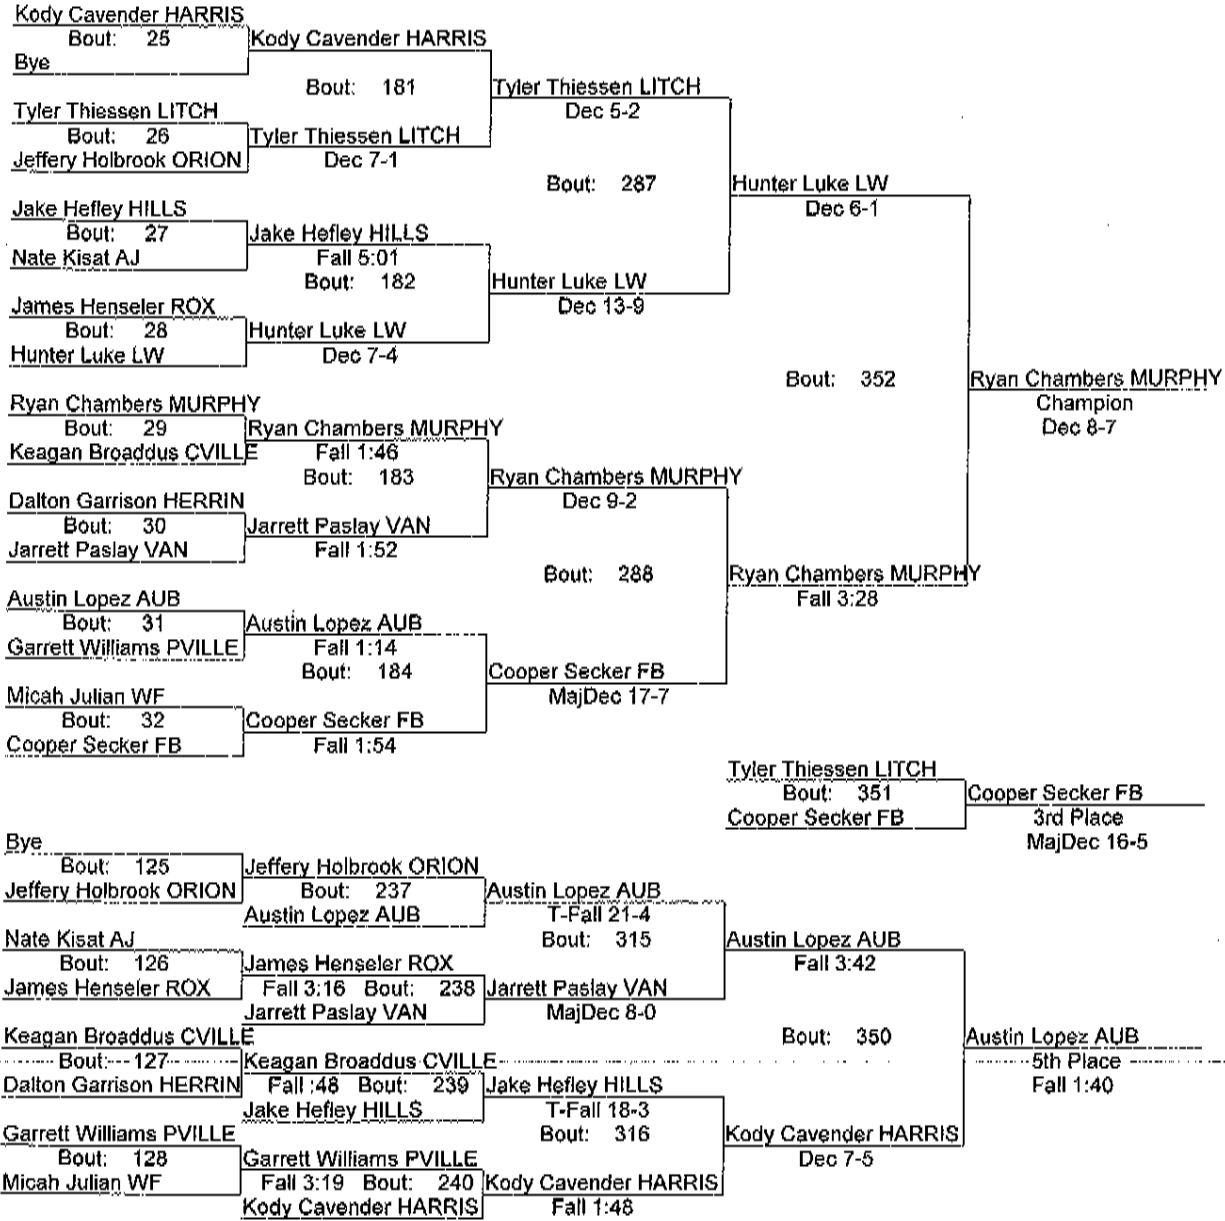 Kody Cavender HARRIS
Bout: 25
Bye
Kody Cavender HARRIS
Bout: 181
Tyler Thiessen LITCH
Bout: 26
Jeffery Holbrook ORION
Tyler Thiessen LITCH
Dec 7-1
Tyler Thiessen LITCH
Dec 5-2
Bout: 287
Jake Hefley HILLS
Bout: 27
Nate Kisat AJ
Jake Hefley HILLS
Fall 5:01
Bout: 182
James Henseler ROX
Bout: 28
Hunter Luke LW
Hunter Luke LW
Dec 7-4
Hunter Luke LW
Dec 13-9
Hunter Luke LW
Dec 6-1
Bout: 352
Ryan Chambers MURPHY
Champion
Dec 8-7
Ryan Chambers MURPHY
Bout: 29
Keagan Broaddus CVILLE
Ryan Chambers MURPHY
Fall 1:46
Bout: 183
Dalton Garrison HERRIN
Bout: 30
Jarrett Paslay VAN
Jarrett Paslay VAN
Fall 1:52
Ryan Chambers MURPHY
Dec 9-2
Bout: 288
Ryan Chambers MURPHY
Fall 3:28
Austin Lopez AUB
Bout: 31
Garrett Williams PVILLE
Austin Lopez AUB
Fall 1:14
Bout: 184
Micah Julian WF
Bout: 32
Cooper Secker FB
Cooper Secker FB
Fall 1:54
Cooper Secker FB
MajDec 17-7
Tyler Thiessen LITCH
Bout: 351
Cooper Secker FB
Cooper Secker FB
3rd Place
MajDec 16-5
Bye
Bout: 125
Jeffery Holbrook ORION
Jeffery Holbrook ORION
Bout: 237
Austin Lopez AUB
Austin Lopez AUB
T-Fall 21-4
Bout: 315
Nate Kisat AJ
Bout: 126
James Henseler ROX
James Henseler ROX
Fall 3:16 Bout: 238
Jarrett Paslay VAN
Jarrett Paslay VAN
MajDec 8-0
Austin Lopez AUB
Fall 3:42
Bout: 350
Austin Lopez AUB
5th Place
Fall 1:40
Keagan Broaddus CVILLE
Bout: 127
Dalton Garrison HERRIN
Keagan Broaddus CVILLE
Fall :48 Bout: 239
Jake Hefley HILLS
Jake Hefley HILLS
T-Fall 18-3
Bout: 316
Garrett Williams PVILLE
Bout: 128
Micah Julian WF
Garrett Williams PVILLE
Fall 3:19 Bout: 240
Kody Cavender HARRIS
Kody Cavender HARRIS
Fall 1:48
Kody Cavender HARRIS
Dec 7-5